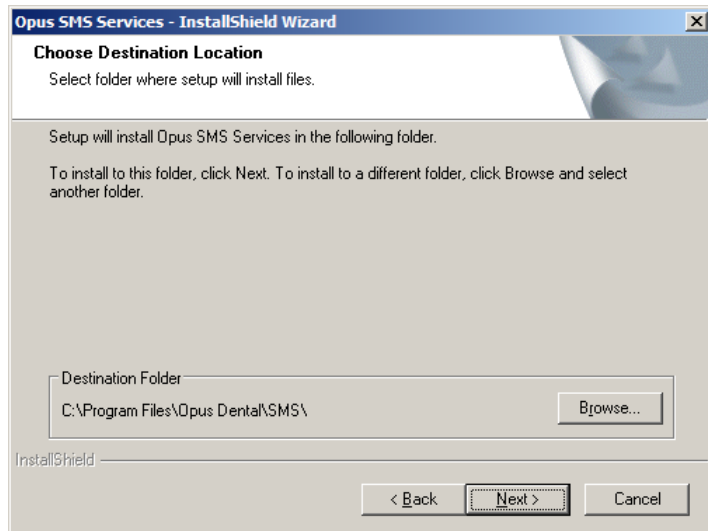 Opus SMS Services - InstallShield Wizard
Choose Destination Location
Select folder where setup will install files.
Setup will install Opus SMS Services in the following folder.
To install to this folder, click Next. To install to a different folder, click Browse and select
another folder.
Destination Folder
C:\Program Files\Opus Dental\SMS\
Browse...
InstallShield
< Back
Next >
Cancel